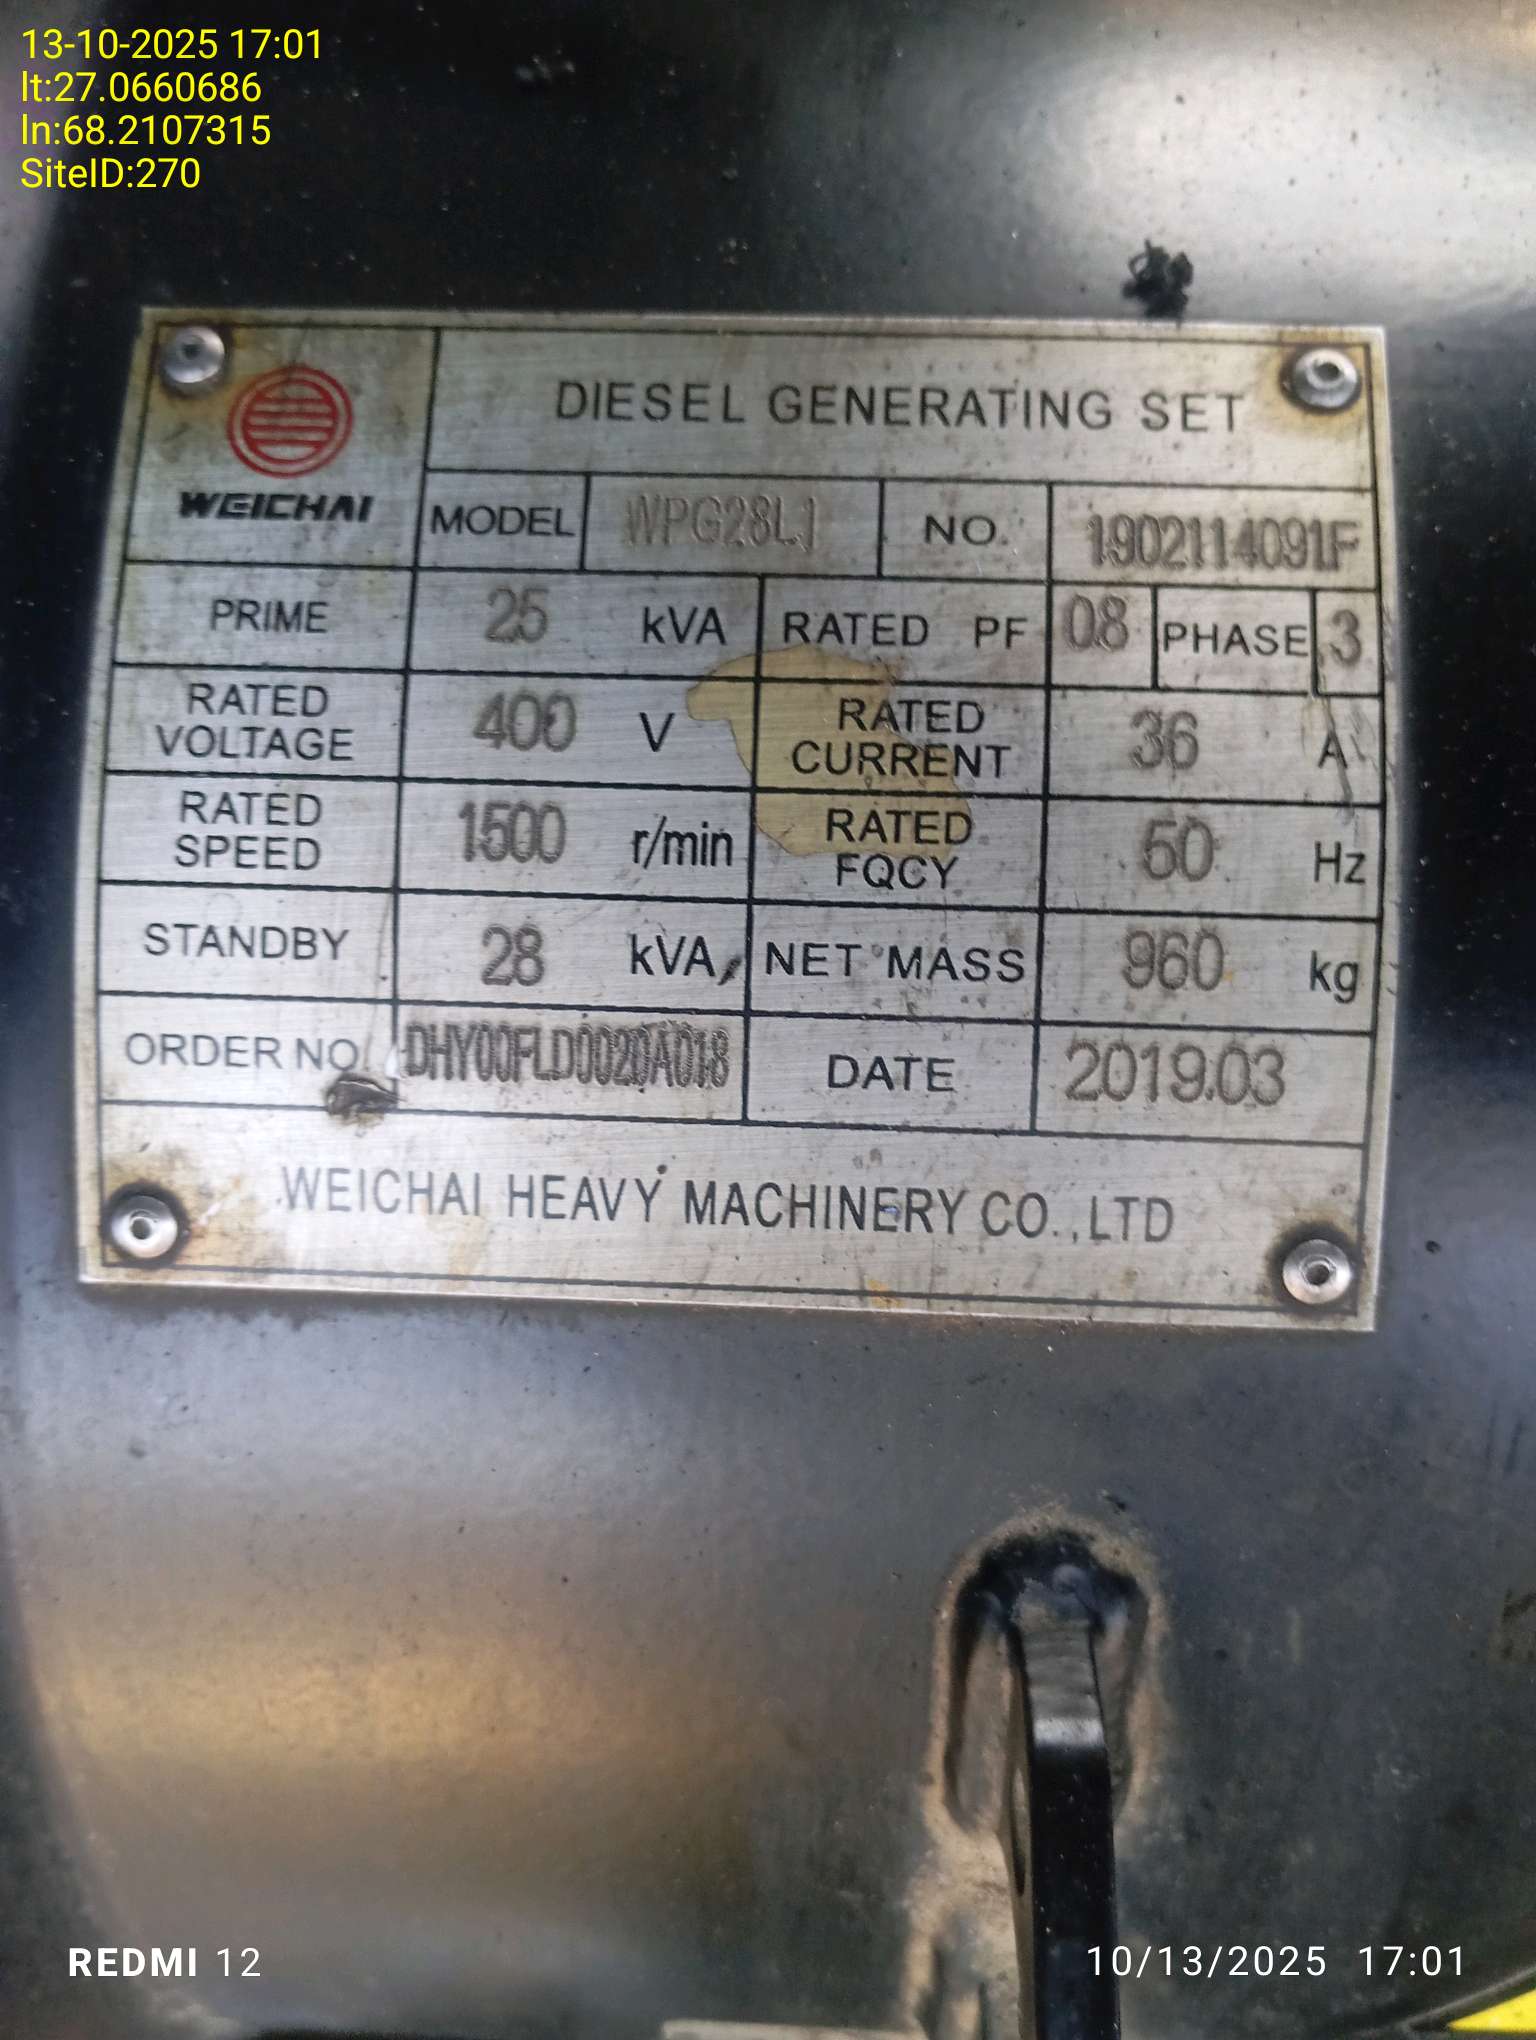 13-10-2025 17:01
lt:27.0660686
ln:68.2107315
SiteID:270
WEICHAI
DIESEL GENERATING SET
MODEL WPG28L1 NO. 1902114091F
PRIME 25 kVA RATED PF 0.8 PHASE 3
RATED VOLTAGE 400 V RATED CURRENT 36 A
RATED SPEED 1500 r/min RATED FQCY 50 Hz
STANDBY 28 kVA NET MASS 960 kg
ORDER NO. DHY00FLD0020A018 DATE 2019.03
WEICHAI HEAVY MACHINERY CO.,LTD
REDMI 12
10/13/2025 17:01